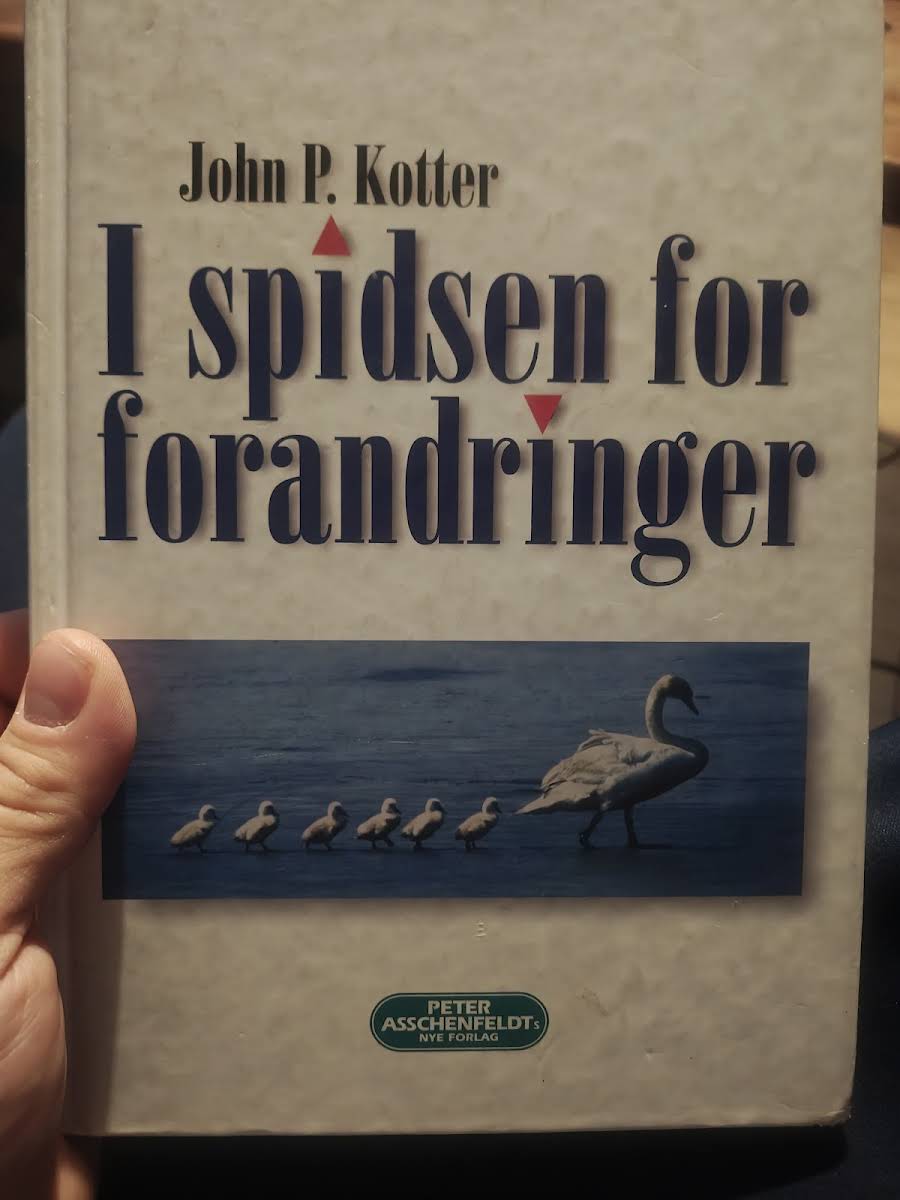 John P. Kotter
I spidsen for
forandringer
PETER
ASSCHENFELDTs
NYE FORLAG